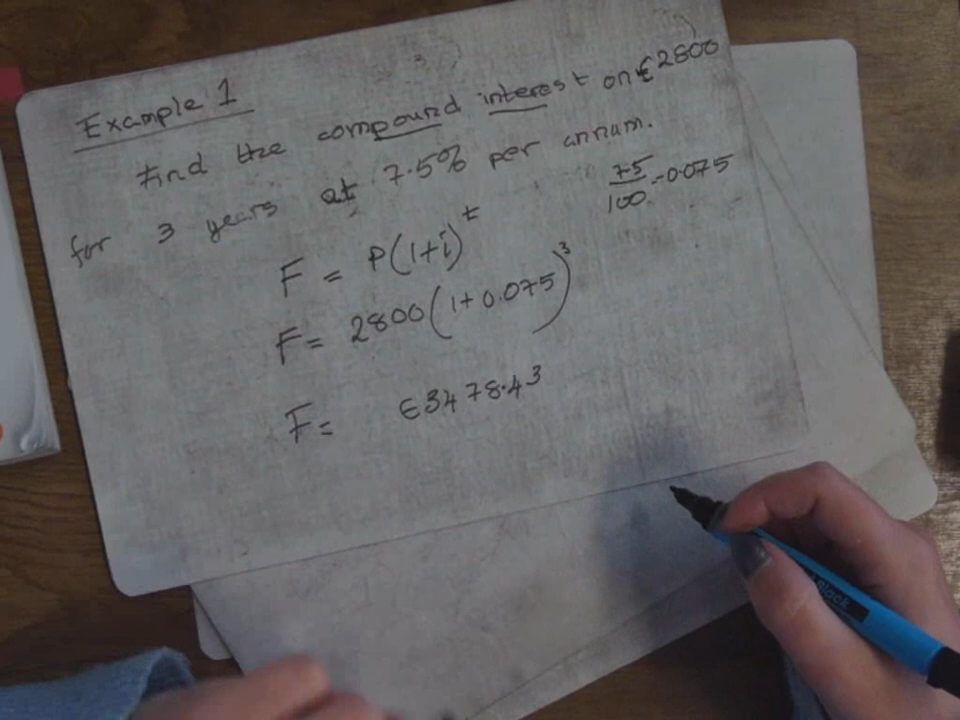 Example 1
Find the compound interest on €2800
for 3 years at 7.5% per annum.
7.5/100 = 0.075
F = P(1+i)^t
F = 2800(1+0.075)^3
F = €3478.43
Black